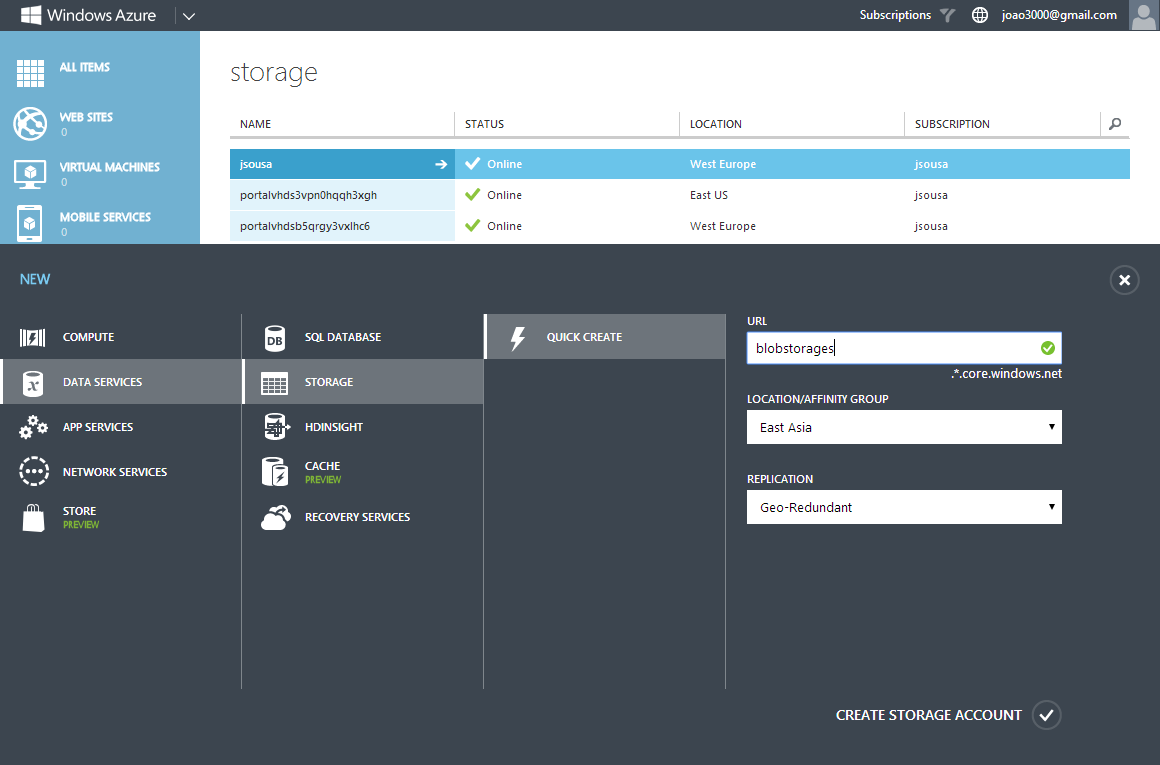 Windows Azure
Subscriptions
joao3000@gmail.com
ALL ITEMS
WEB SITES
0
VIRTUAL MACHINES
0
MOBILE SERVICES
0
storage
NAME STATUS LOCATION SUBSCRIPTION
jsousa Online West Europe jsousa
portalvhds3vpn0hqqh3xgh Online East US jsousa
portalvhdsb5qrgy3vxlhc6 Online West Europe jsousa
NEW
COMPUTE
DATA SERVICES
APP SERVICES
NETWORK SERVICES
STORE
PREVIEW
DB
SQL DATABASE
STORAGE
HDINSIGHT
CACHE
PREVIEW
RECOVERY SERVICES
QUICK CREATE
URL
blobstorages
.*.core.windows.net
LOCATION/AFFINITY GROUP
East Asia
REPLICATION
Geo-Redundant
CREATE STORAGE ACCOUNT